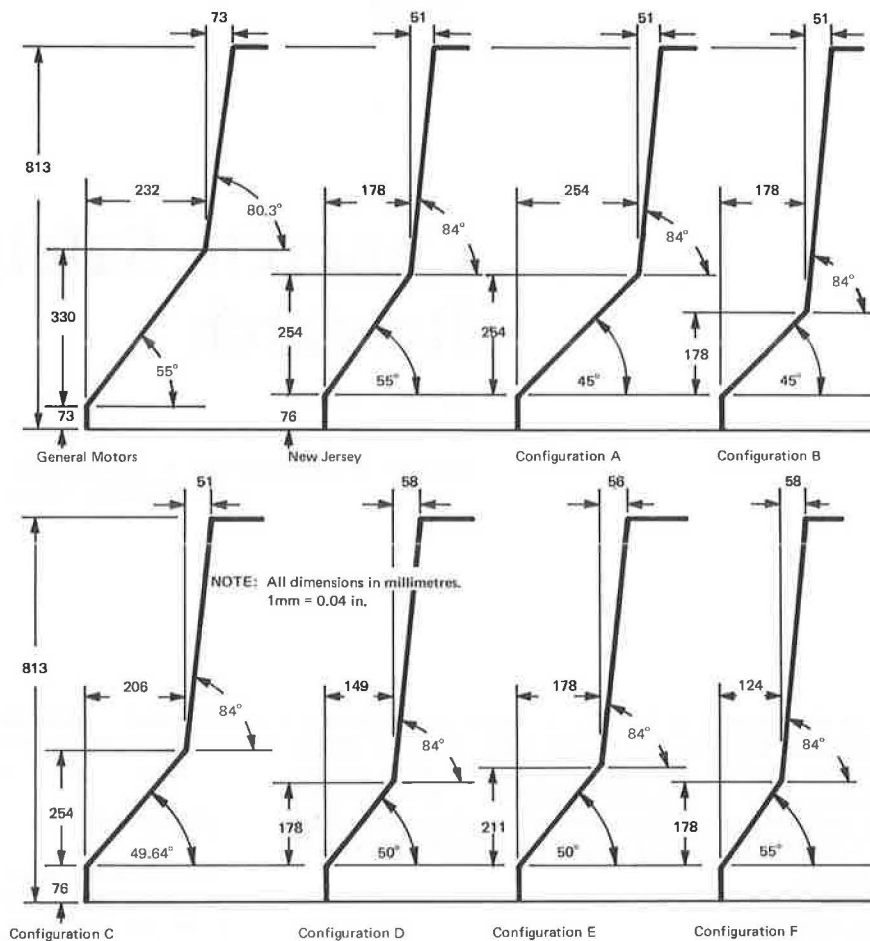 73 51 51 51
813
232 178 254 178
80.3° 84° 84° 84°
330 254 254 178
55° 55° 45° 45°
73 76
General Motors New Jersey Configuration A Configuration B
51 58 56 58
NOTE: All dimensions in millimetres.
1mm = 0.04 in.
813
206 149 178 124
84° 84° 84° 84°
254 178 211 178
49.64° 50° 50° 55°
76
Configuration C Configuration D Configuration E Configuration F